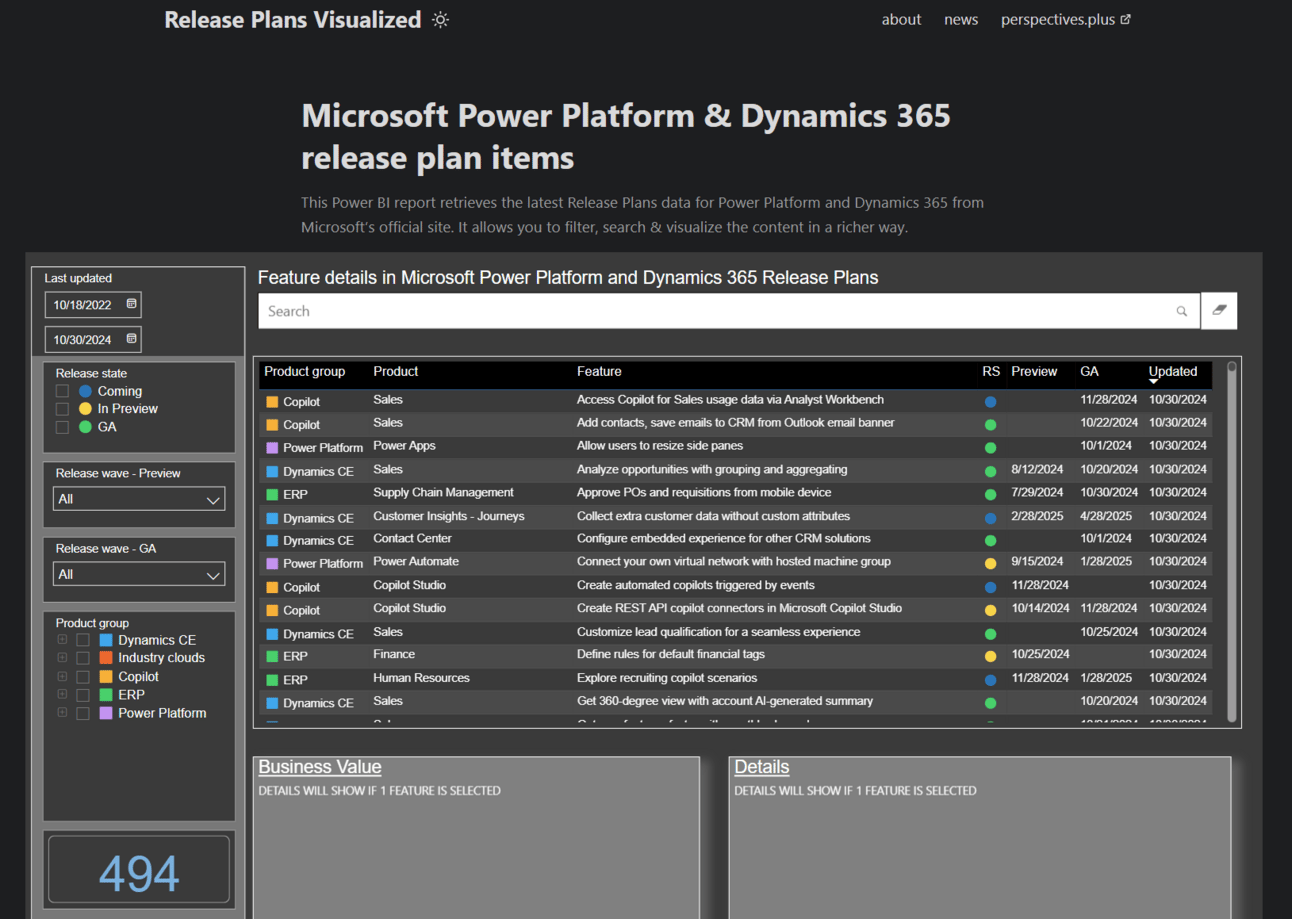 Release Plans Visualized
about news perspectives.plus
Microsoft Power Platform & Dynamics 365
release plan items
This Power BI report retrieves the latest Release Plans data for Power Platform and Dynamics 365 from
Microsoft's official site. It allows you to filter, search & visualize the content in a richer way.
Last updated
10/18/2022
10/30/2024
Release state
Coming
In Preview
GA
Release wave - Preview
All
Release wave - GA
All
Product group
Dynamics CE
Industry clouds
Copilot
ERP
Power Platform
494
Feature details in Microsoft Power Platform and Dynamics 365 Release Plans
Search
Product group Product Feature RS Preview GA Updated
Copilot Sales Access Copilot for Sales usage data via Analyst Workbench 11/28/2024 10/30/2024
Copilot Sales Add contacts, save emails to CRM from Outlook email banner 10/22/2024 10/30/2024
Power Platform Power Apps Allow users to resize side panes 10/1/2024 10/30/2024
Dynamics CE Sales Analyze opportunities with grouping and aggregating 8/12/2024 10/20/2024 10/30/2024
ERP Supply Chain Management Approve POs and requisitions from mobile device 7/29/2024 10/30/2024 10/30/2024
Dynamics CE Customer Insights - Journeys Collect extra customer data without custom attributes 2/28/2025 4/28/2025 10/30/2024
Dynamics CE Contact Center Configure embedded experience for other CRM solutions 10/1/2024 10/30/2024
Power Platform Power Automate Connect your own virtual network with hosted machine group 9/15/2024 1/28/2025 10/30/2024
Copilot Copilot Studio Create automated copilots triggered by events 11/28/2024 10/30/2024
Copilot Copilot Studio Create REST API copilot connectors in Microsoft Copilot Studio 10/14/2024 11/28/2024 10/30/2024
Dynamics CE Sales Customize lead qualification for a seamless experience 10/25/2024 10/30/2024
ERP Finance Define rules for default financial tags 10/25/2024 10/30/2024
ERP Human Resources Explore recruiting copilot scenarios 11/28/2024 1/28/2025 10/30/2024
Dynamics CE Sales Get 360-degree view with account AI-generated summary 10/20/2024 10/30/2024
Business Value
DETAILS WILL SHOW IF 1 FEATURE IS SELECTED
Details
DETAILS WILL SHOW IF 1 FEATURE IS SELECTED